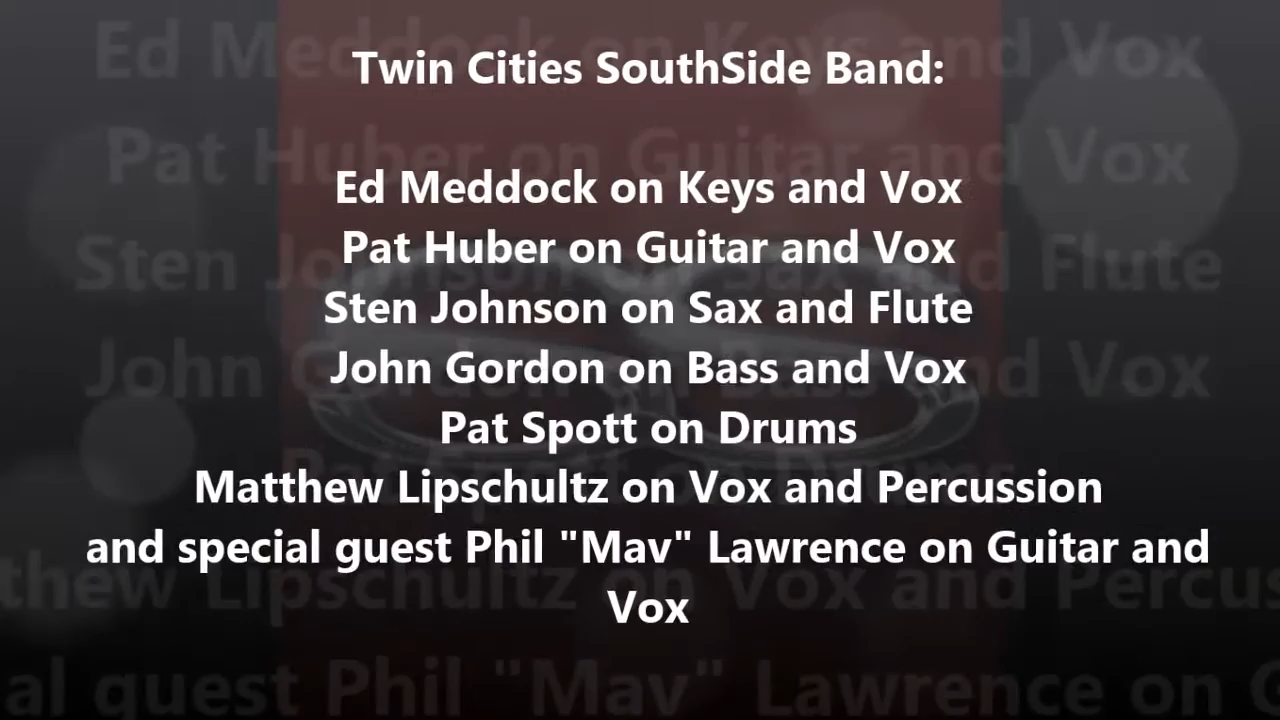 Twin Cities SouthSide Band:
Ed Meddock on Keys and Vox
Pat Huber on Guitar and Vox
Sten Johnson on Sax and Flute
John Gordon on Bass and Vox
Pat Spott on Drums
Matthew Lipschultz on Vox and Percussion
and special guest Phil "Mav" Lawrence on Guitar and
Vox